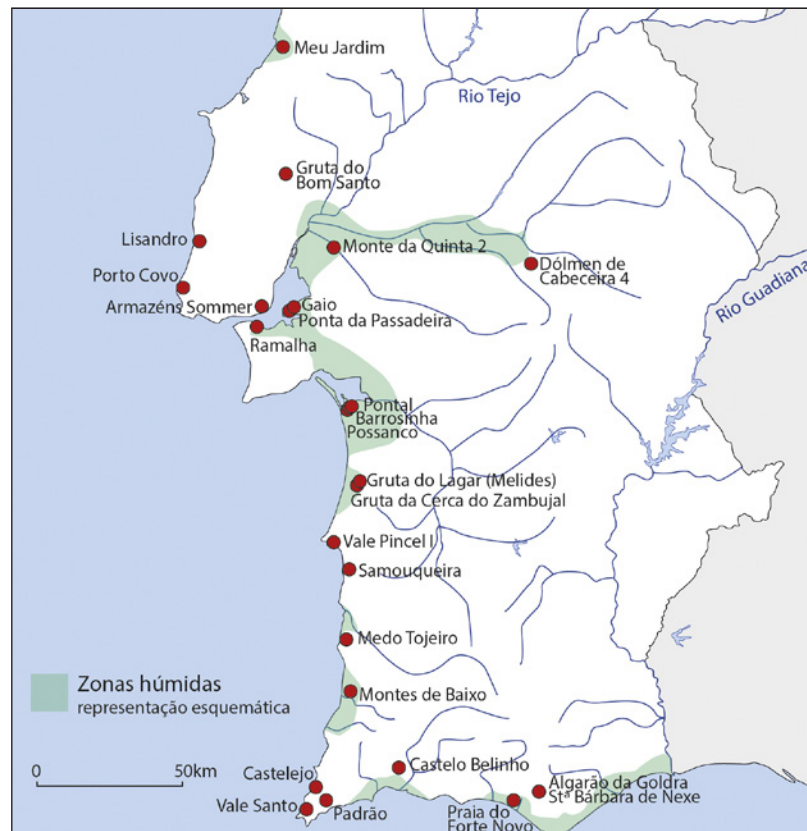 Meu Jardim
Rio Tejo
Gruta do
Bom Santo
Lisandro
Monte da Quinta 2
Dólmen de
Cabeceira 4
Porto Covo
Rio Guadiana
Armazéns Sommer
Gaio
Ponta da Passadeira
Ramalha
Pontal
Barrosinha
Possanco
Gruta do Lagar (Melides)
Gruta da Cerca do Zambujal
Vale Pincel I
Samouqueira
Medo Tojeiro
Zonas húmidas
representação esquemática
Montes de Baixo
0 50km
Castelo Belinho
Castelejo
Algarão da Goldra
Stª Bárbara de Nexe
Vale Santo
Padrão
Praia do
Forte Novo